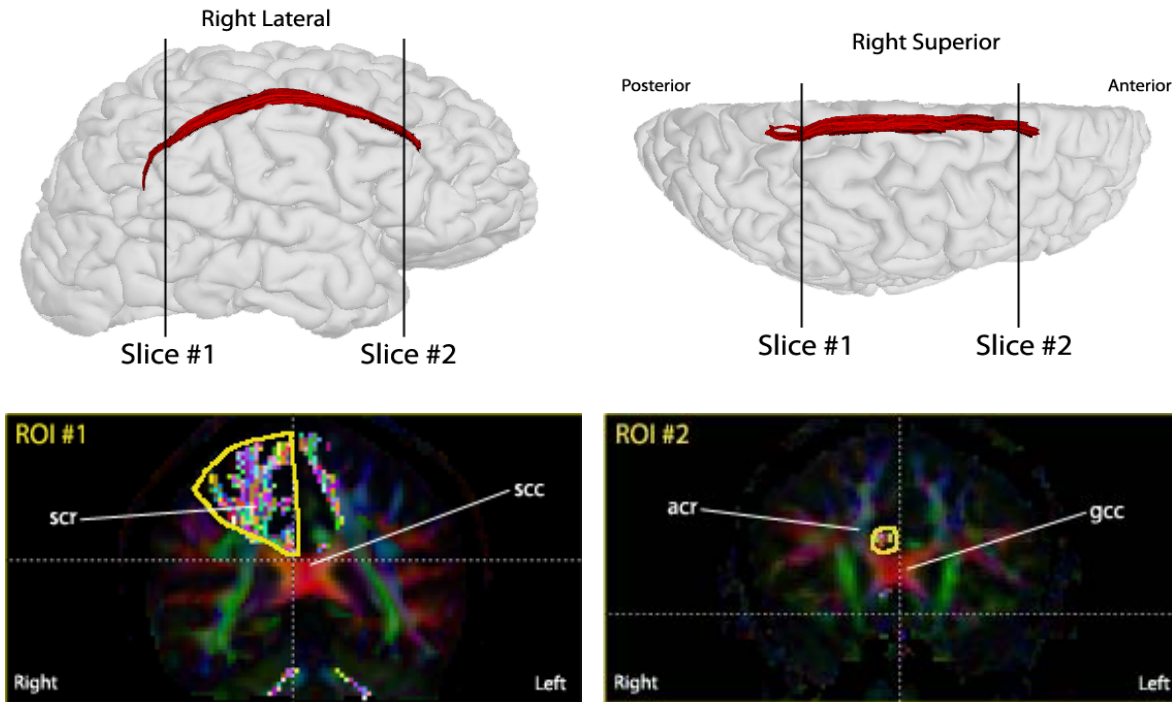 Right Lateral
Right Superior
Posterior
Anterior
Slice #1
Slice #2
Slice #1
Slice #2
ROI #1
scr
scc
Right
Left
ROI #2
acr
gcc
Right
Left